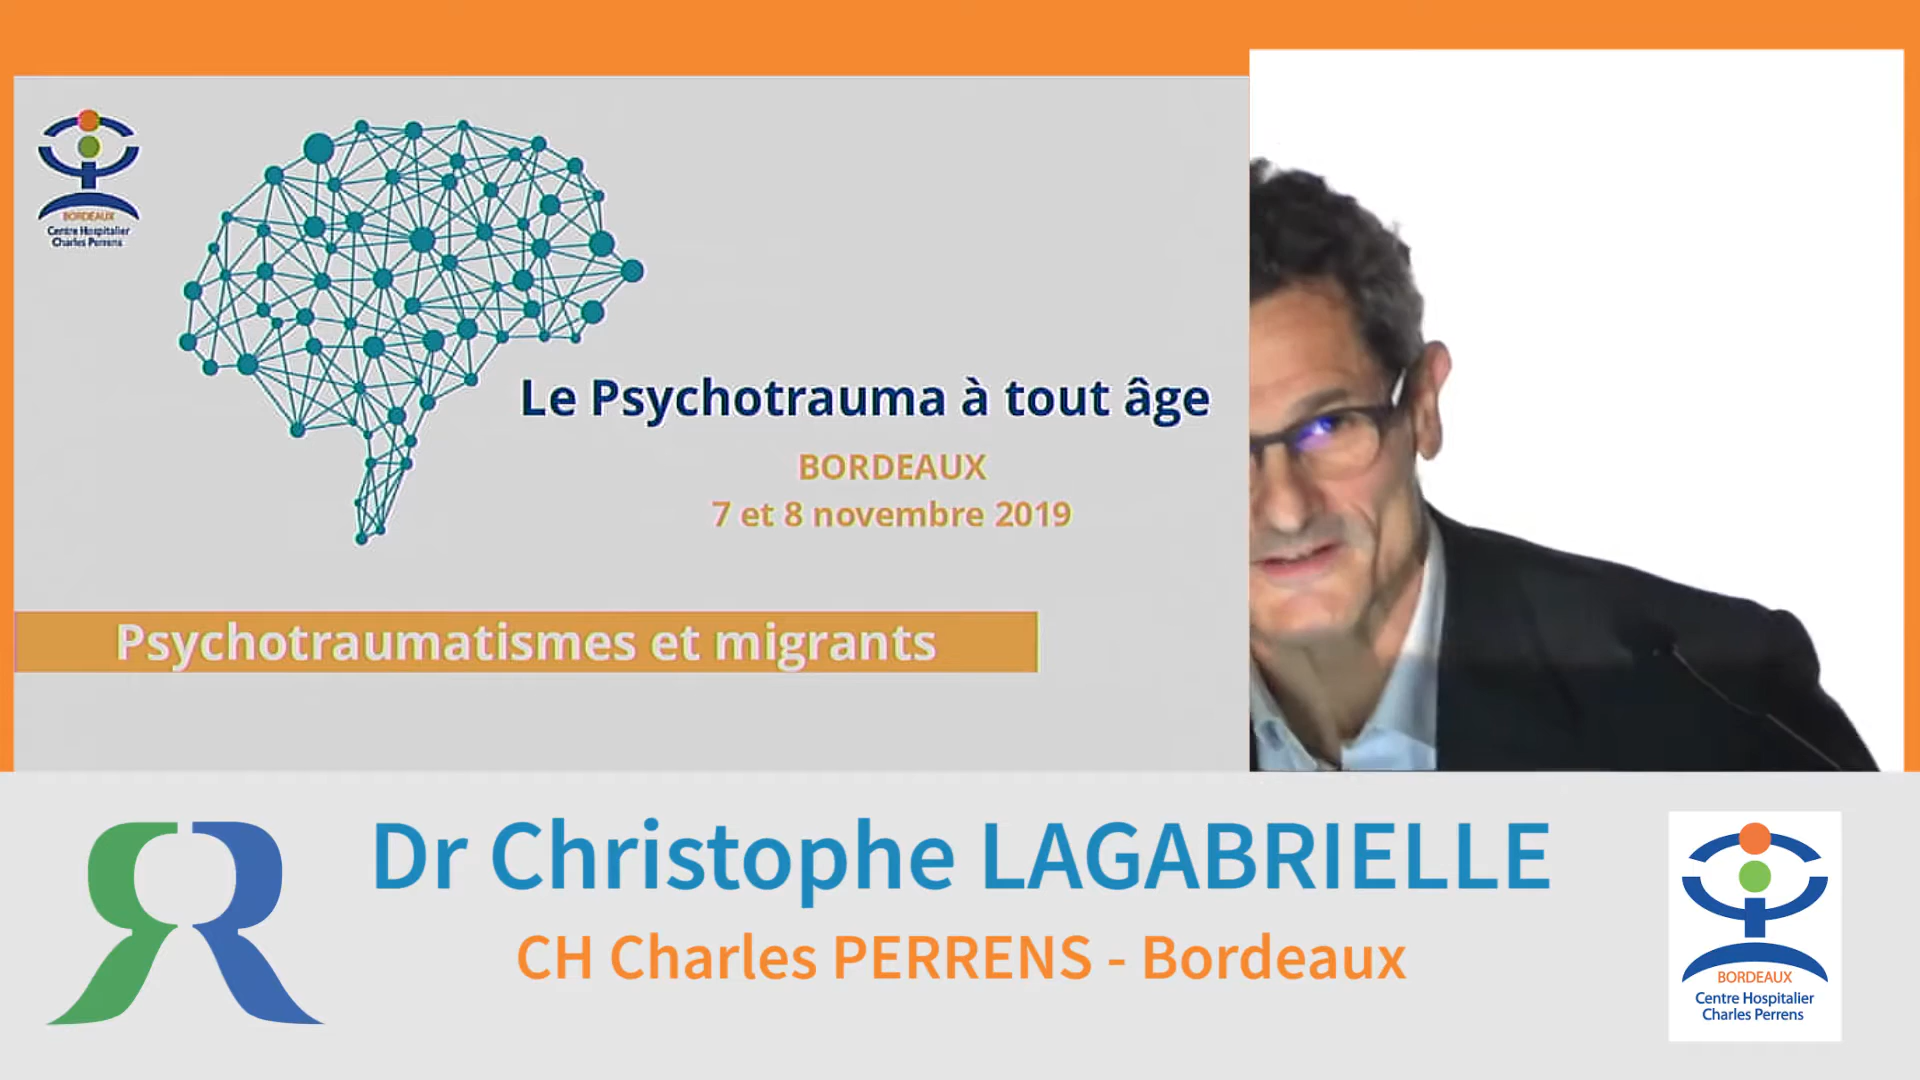 BORDEAUX
Centre Hospitalier
Charles Perrens
Le Psychotrauma à tout âge
BORDEAUX
7 et 8 novembre 2019
Psychotraumatismes et migrants
Dr Christophe LAGABRIELLE
CH Charles PERRENS - Bordeaux
BORDEAUX
Centre Hospitalier
Charles Perrens